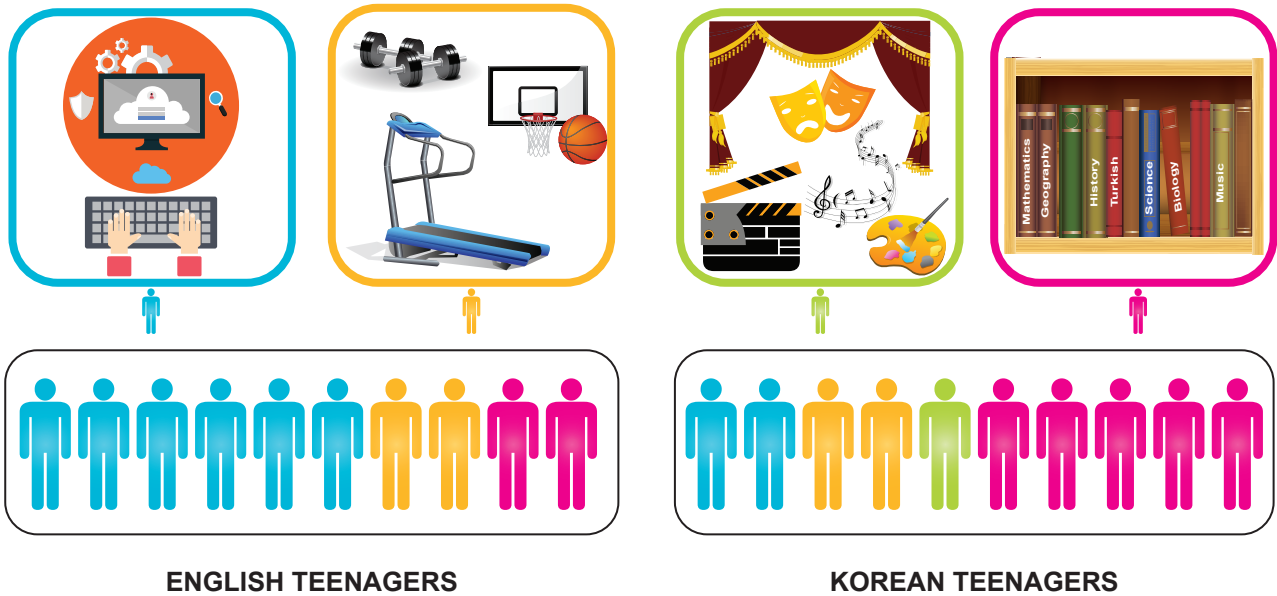 Mathematics
Geography
History
Turkish
Science
Biology
Music
ENGLISH TEENAGERS
KOREAN TEENAGERS